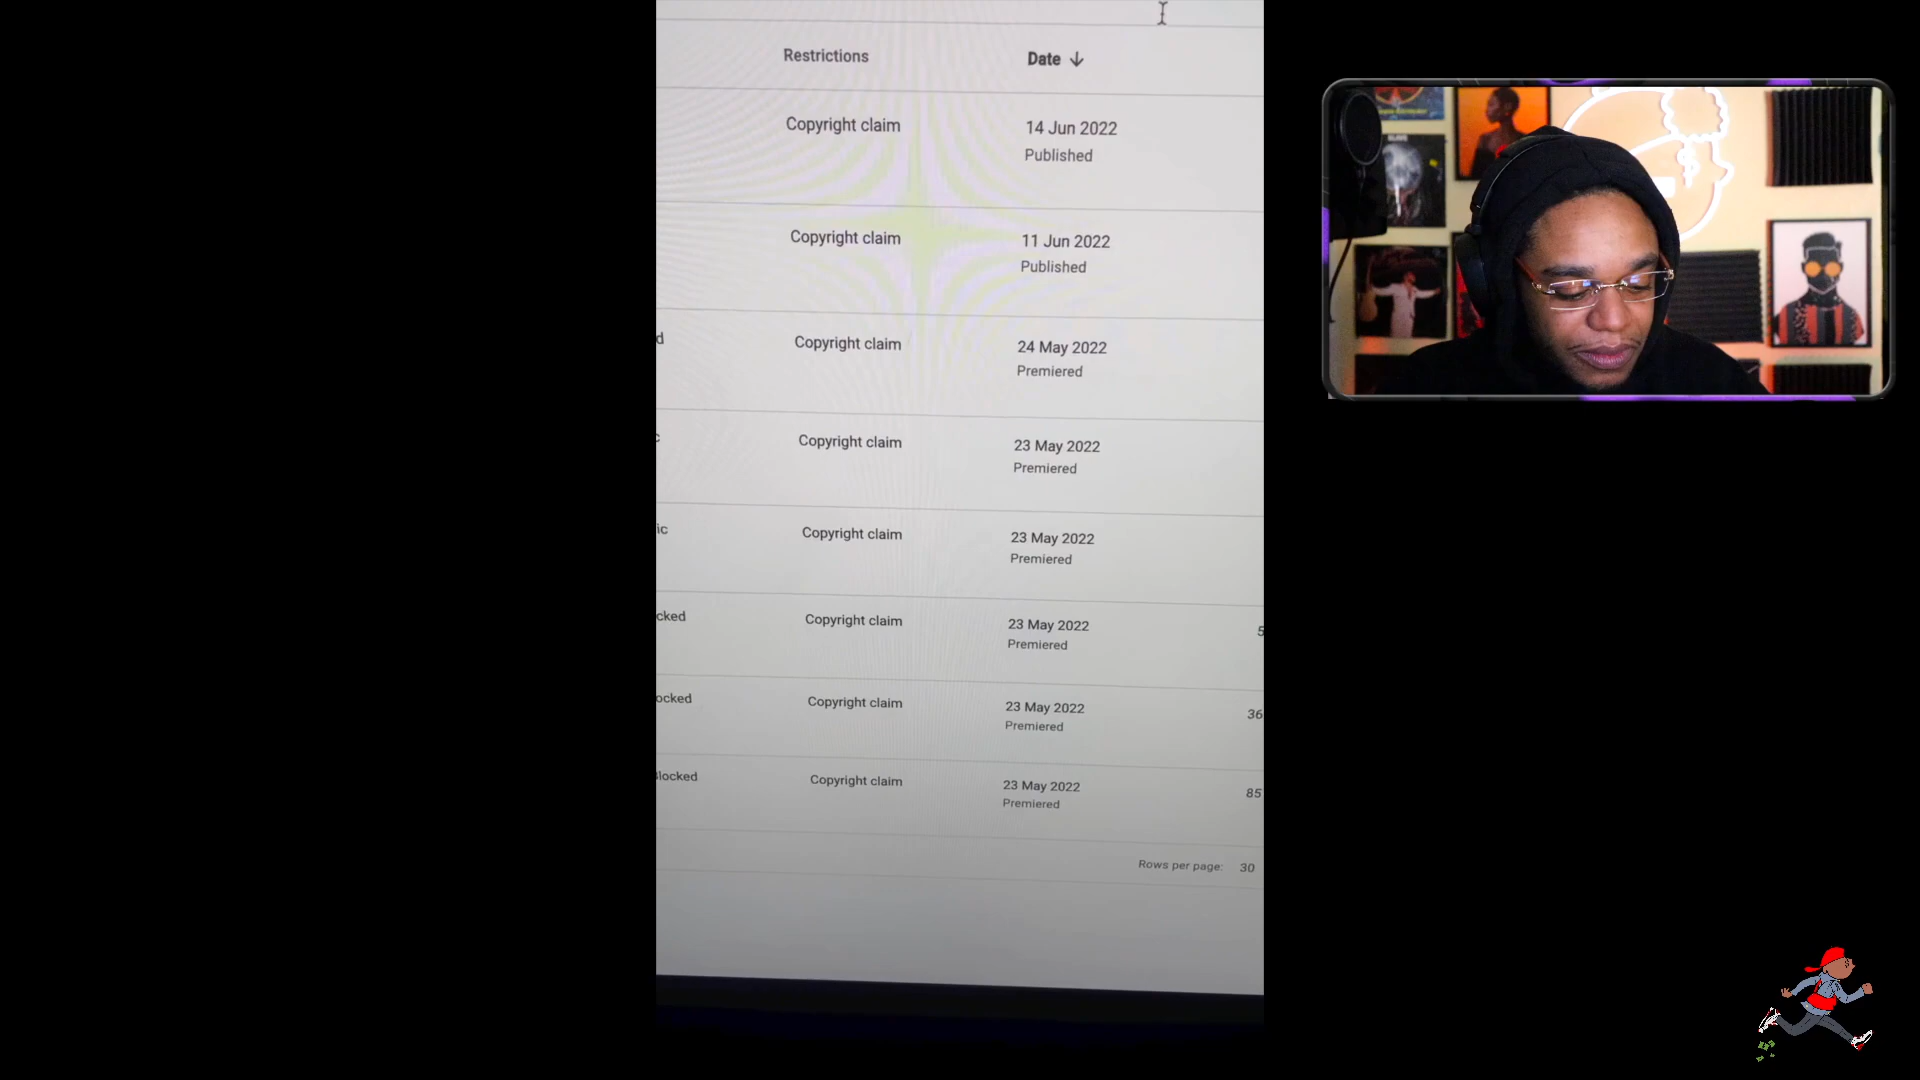 Restrictions Date
Copyright claim 14 Jun 2022
Published
Copyright claim 11 Jun 2022
Published
d Copyright claim 24 May 2022
Premiered
c Copyright claim 23 May 2022
Premiered
ic Copyright claim 23 May 2022
Premiered
cked Copyright claim 23 May 2022 5
Premiered
ocked Copyright claim 23 May 2022 36
Premiered
locked Copyright claim 23 May 2022 85
Premiered
Rows per page: 30